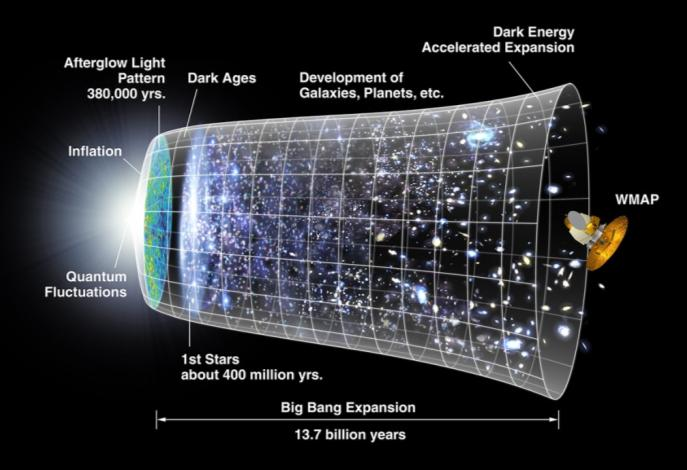 Dark Energy
Accelerated Expansion
Afterglow Light
Pattern
380,000 yrs.
Dark Ages
Development of
Galaxies, Planets, etc.
Inflation
WMAP
Quantum
Fluctuations
1st Stars
about 400 million yrs.
Big Bang Expansion
13.7 billion years